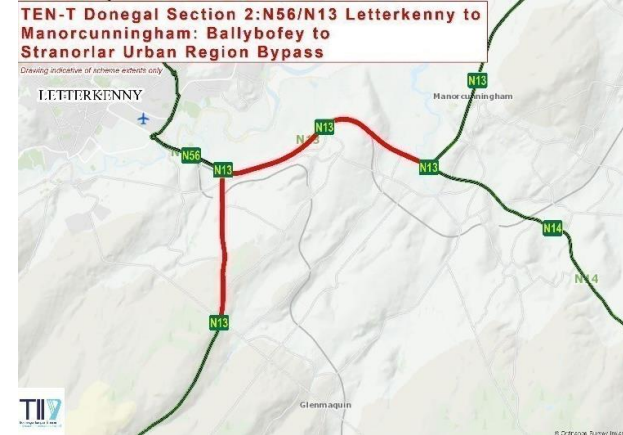 TEN-T Donegal Section 2:N56/N13 Letterkenny to
Manorcunningham: Ballybofey to
Stranorlar Urban Region Bypass
Drawing indicative of scheme extents only
LETTERKENNY
N13
Manorcunningham
N13
N56
N13
N13
N14
N14
N13
Glenmaquin
TII